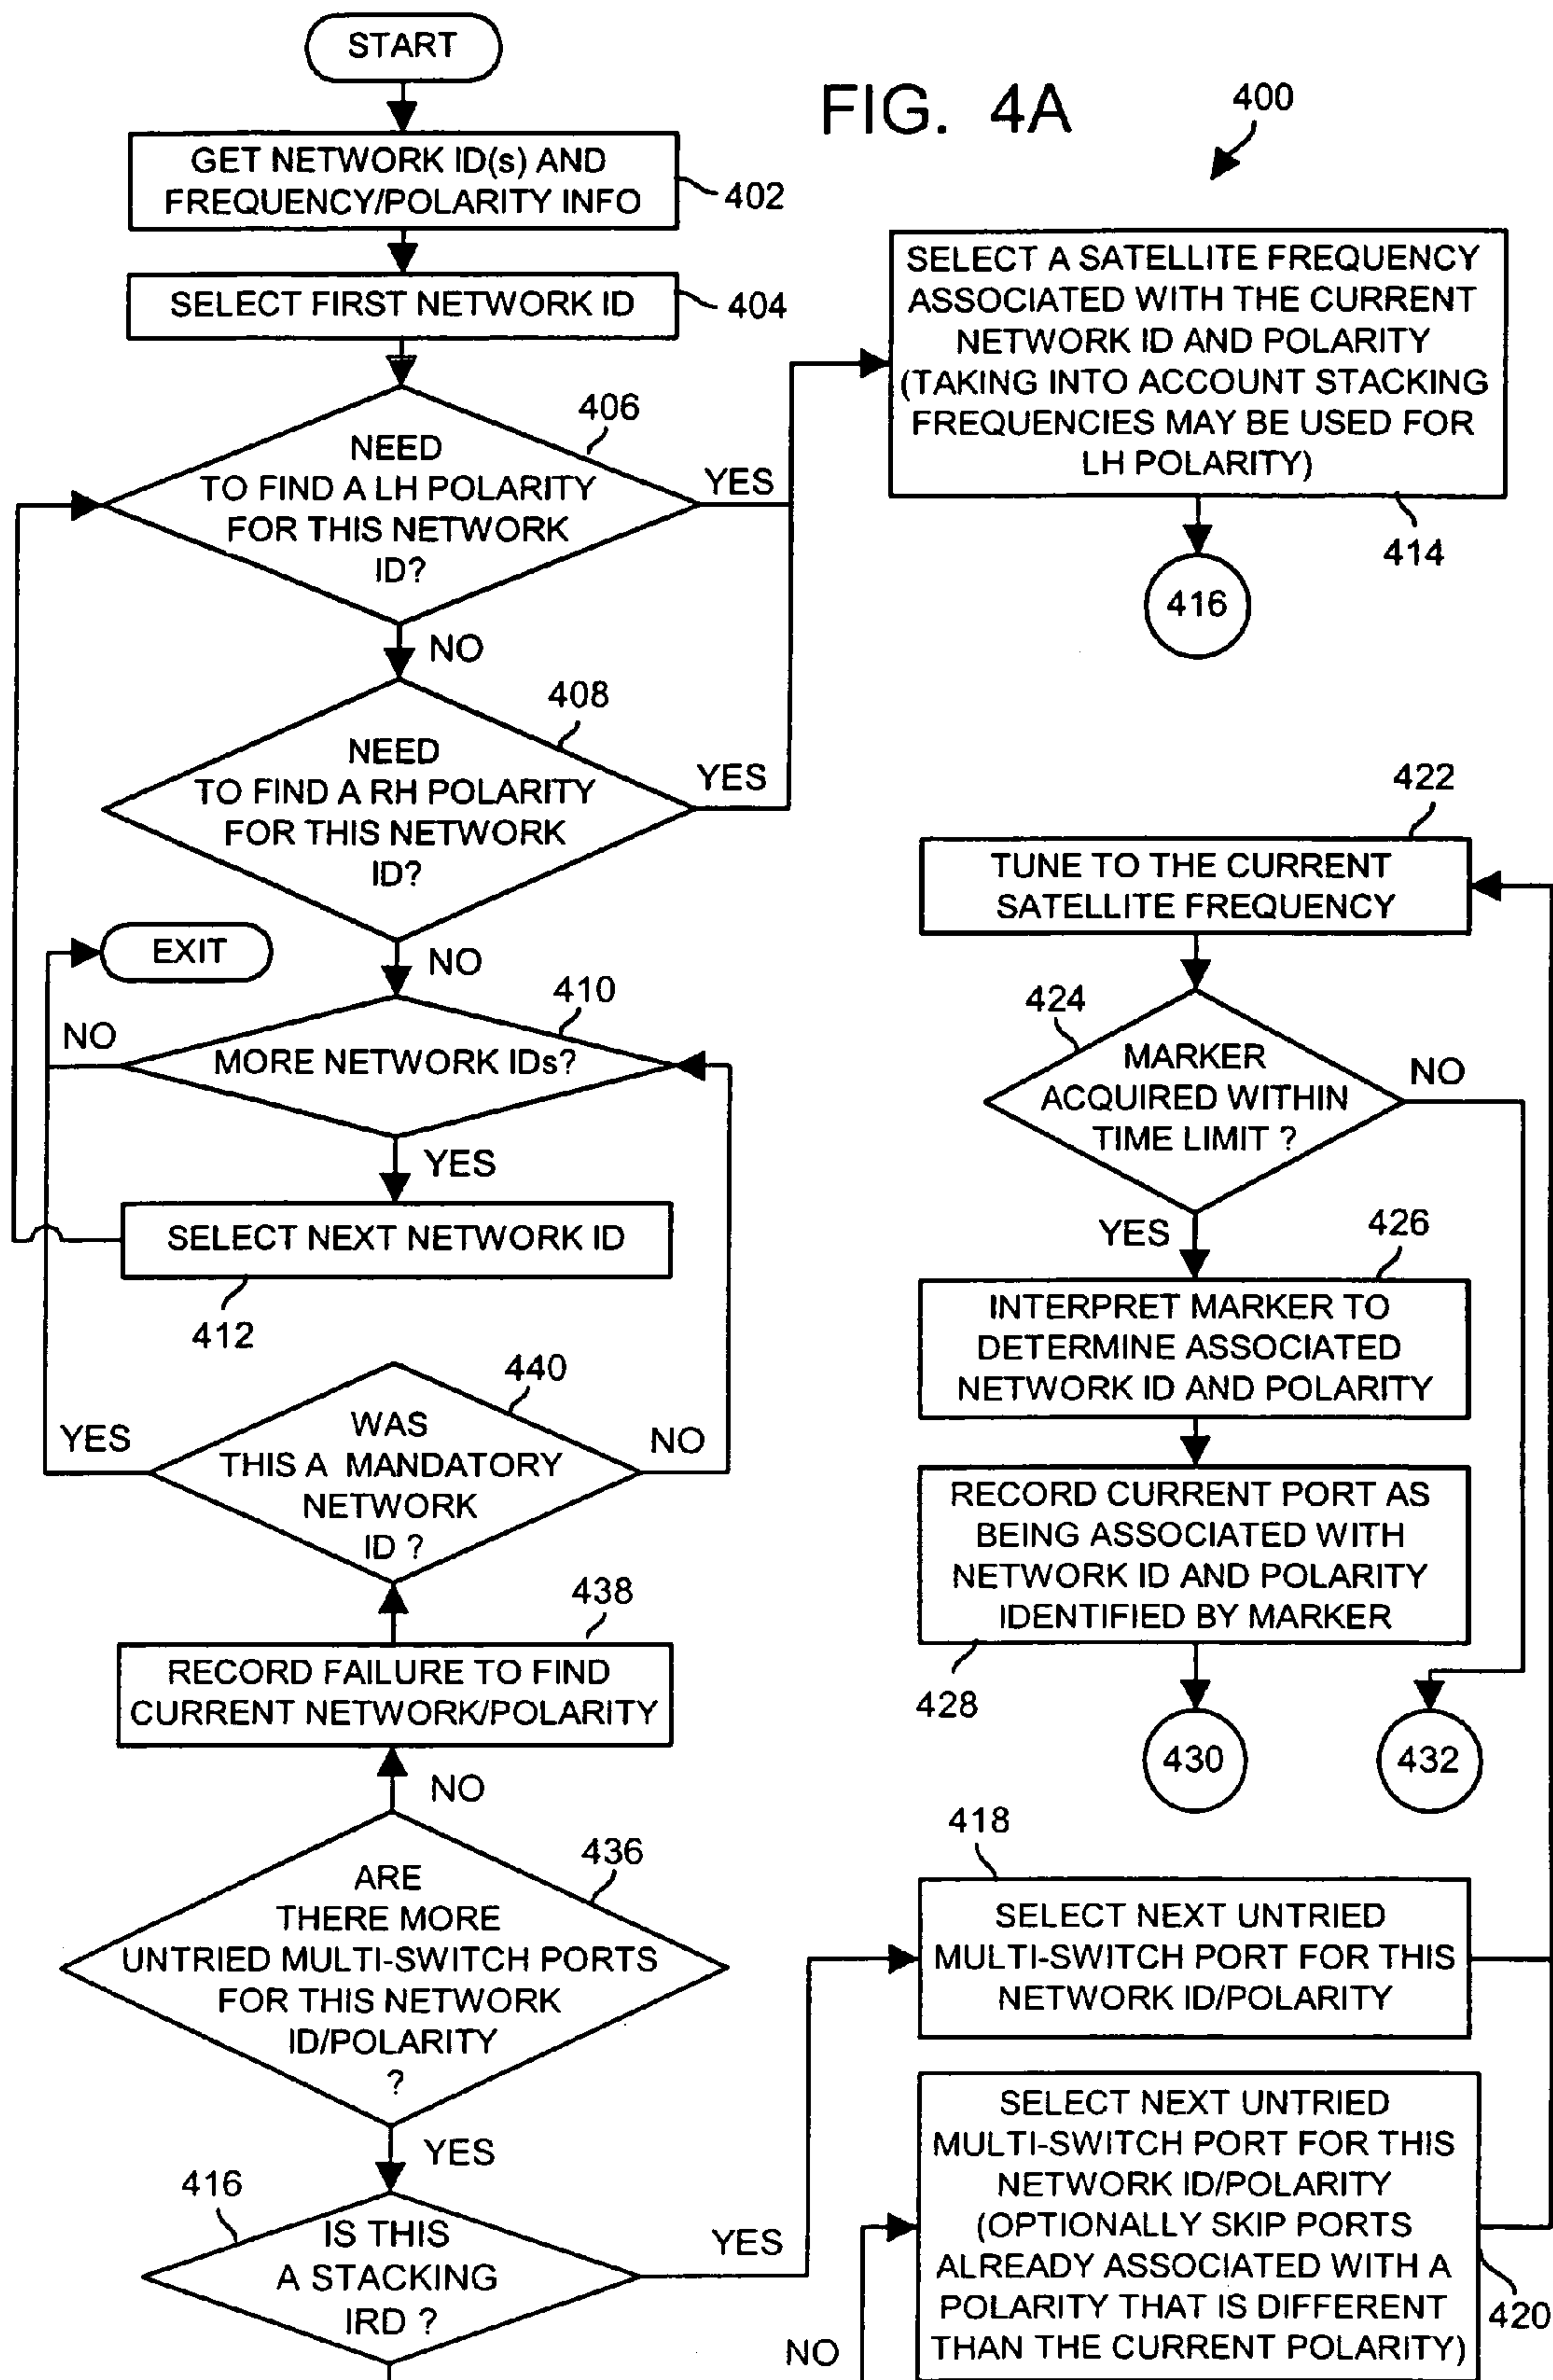 START
FIG. 4A
400
GET NETWORK ID(s) AND
FREQUENCY/POLARITY INFO
402
SELECT FIRST NETWORK ID
404
NEED
TO FIND A LH POLARITY
FOR THIS NETWORK
ID?
406
YES
NO
NEED
TO FIND A RH POLARITY
FOR THIS NETWORK
ID?
408
YES
NO
EXIT
MORE NETWORK IDs?
410
NO
YES
SELECT NEXT NETWORK ID
412
WAS
THIS A MANDATORY
NETWORK
ID ?
440
YES
NO
438
RECORD FAILURE TO FIND
CURRENT NETWORK/POLARITY
NO
ARE
THERE MORE
UNTRIED MULTI-SWITCH PORTS
FOR THIS NETWORK
ID/POLARITY
?
436
YES
416
IS THIS
A STACKING
IRD ?
YES
NO
SELECT A SATELLITE FREQUENCY
ASSOCIATED WITH THE CURRENT
NETWORK ID AND POLARITY
(TAKING INTO ACCOUNT STACKING
FREQUENCIES MAY BE USED FOR
LH POLARITY)
414
416
422
TUNE TO THE CURRENT
SATELLITE FREQUENCY
424
MARKER
ACQUIRED WITHIN
TIME LIMIT ?
NO
YES
426
INTERPRET MARKER TO
DETERMINE ASSOCIATED
NETWORK ID AND POLARITY
RECORD CURRENT PORT AS
BEING ASSOCIATED WITH
NETWORK ID AND POLARITY
IDENTIFIED BY MARKER
428
430
432
418
SELECT NEXT UNTRIED
MULTI-SWITCH PORT FOR THIS
NETWORK ID/POLARITY
SELECT NEXT UNTRIED
MULTI-SWITCH PORT FOR THIS
NETWORK ID/POLARITY
(OPTIONALLY SKIP PORTS
ALREADY ASSOCIATED WITH A
POLARITY THAT IS DIFFERENT
THAN THE CURRENT POLARITY)
420